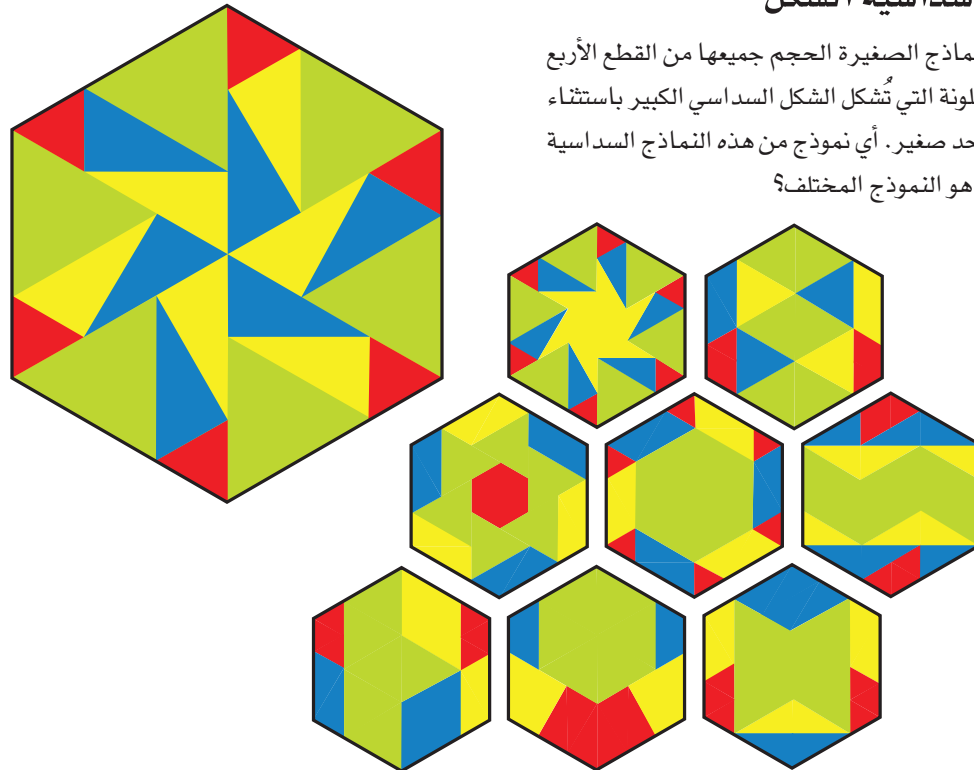 سداسية الشكل
ماذج الصغيرة الحجم جميعها من القطع الأربع
لونة التي تُشكل الشكل السداسي الكبير باستثناء
حد صغير. أي نموذج من هذه النماذج السداسية
هو النموذج المختلف؟